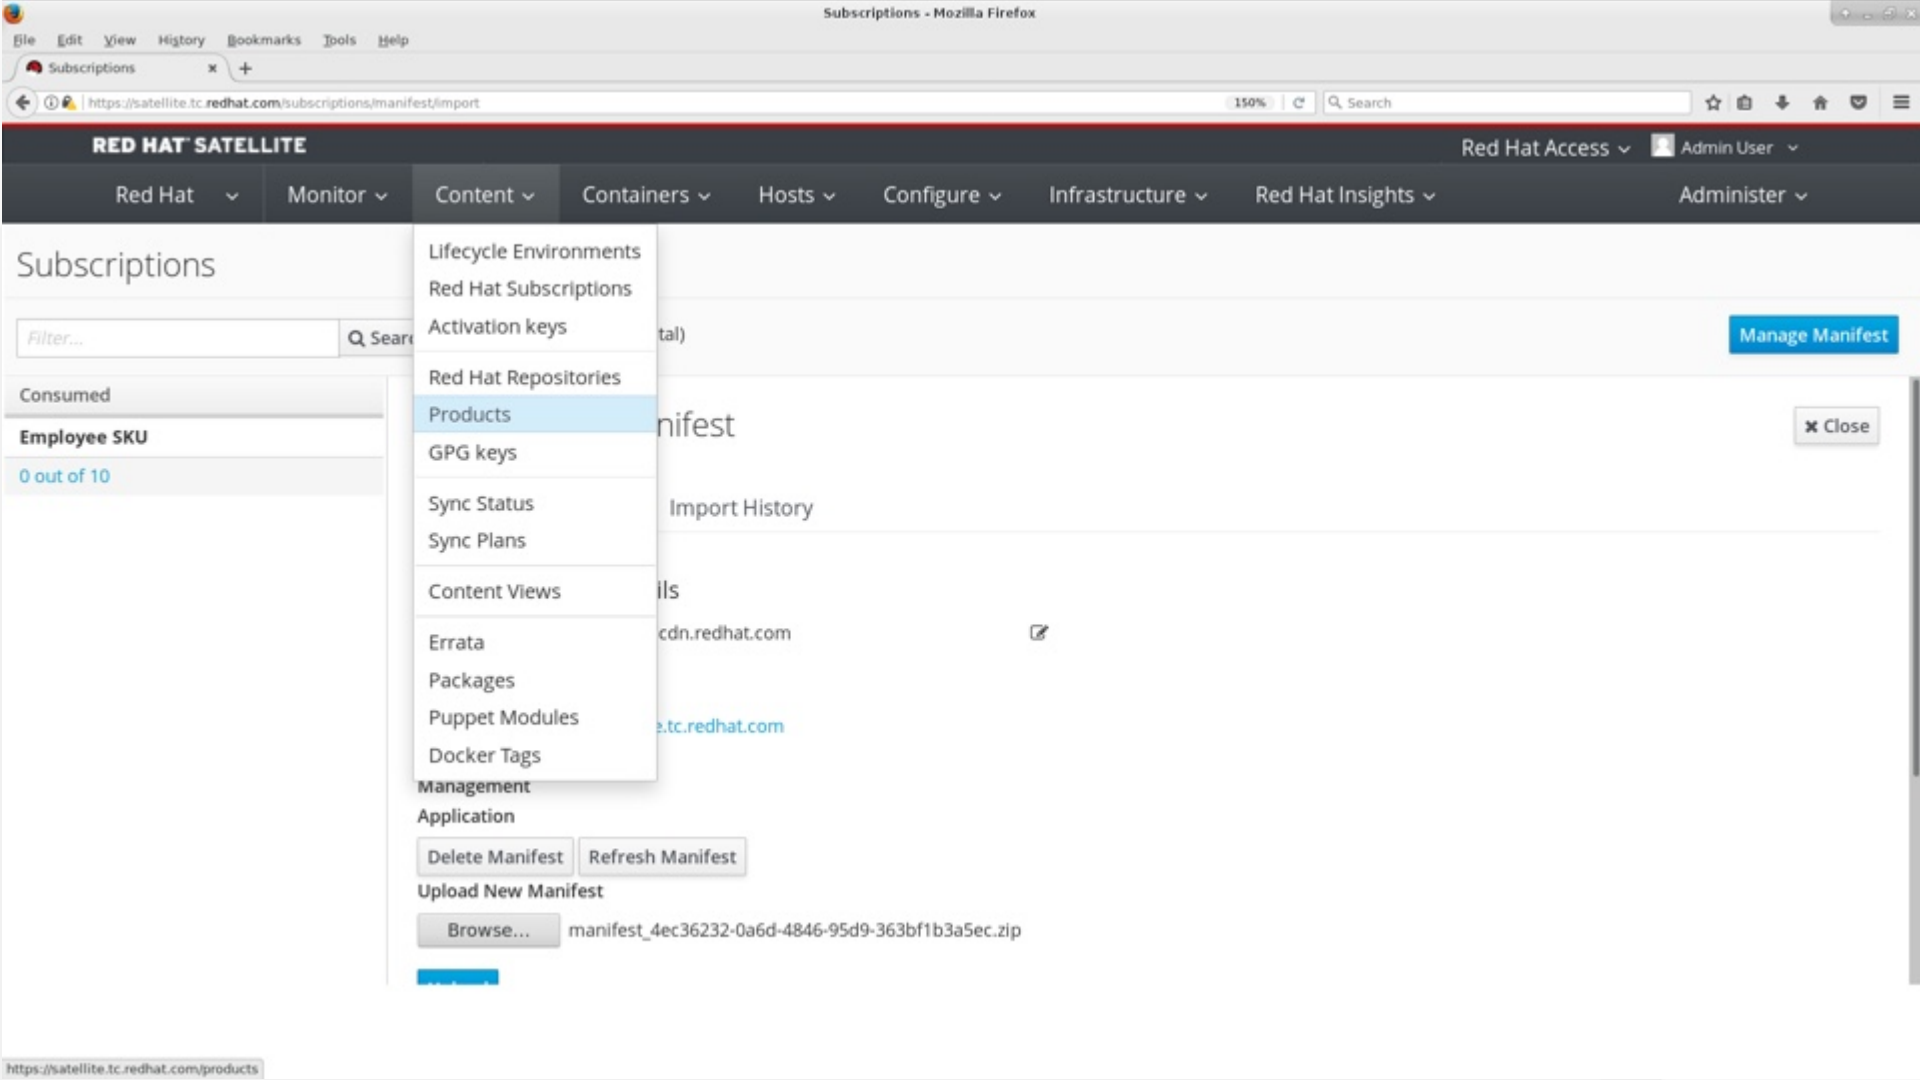 Subscriptions - Mozilla Firefox
File Edit View History Bookmarks Tools Help
Subscriptions
https://satellite.tc.redhat.com/subscriptions/manifest/import
150%
Search
RED HAT SATELLITE
Red Hat Access
Admin User
Red Hat Monitor Content Containers Hosts Configure Infrastructure Red Hat Insights Administer
Subscriptions
Filter...
Sear
tal)
Manage Manifest
Consumed
Employee SKU
0 out of 10
Lifecycle Environments
Red Hat Subscriptions
Activation keys
Red Hat Repositories
Products
GPG keys
Sync Status
Sync Plans
Content Views
Errata
Packages
Puppet Modules
Docker Tags
nifest
Close
Import History
ils
cdn.redhat.com
e.tc.redhat.com
Management
Application
Delete Manifest Refresh Manifest
Upload New Manifest
Browse... manifest_4ec36232-0a6d-4846-95d9-363bf1b3a5ec.zip
https://satellite.tc.redhat.com/products